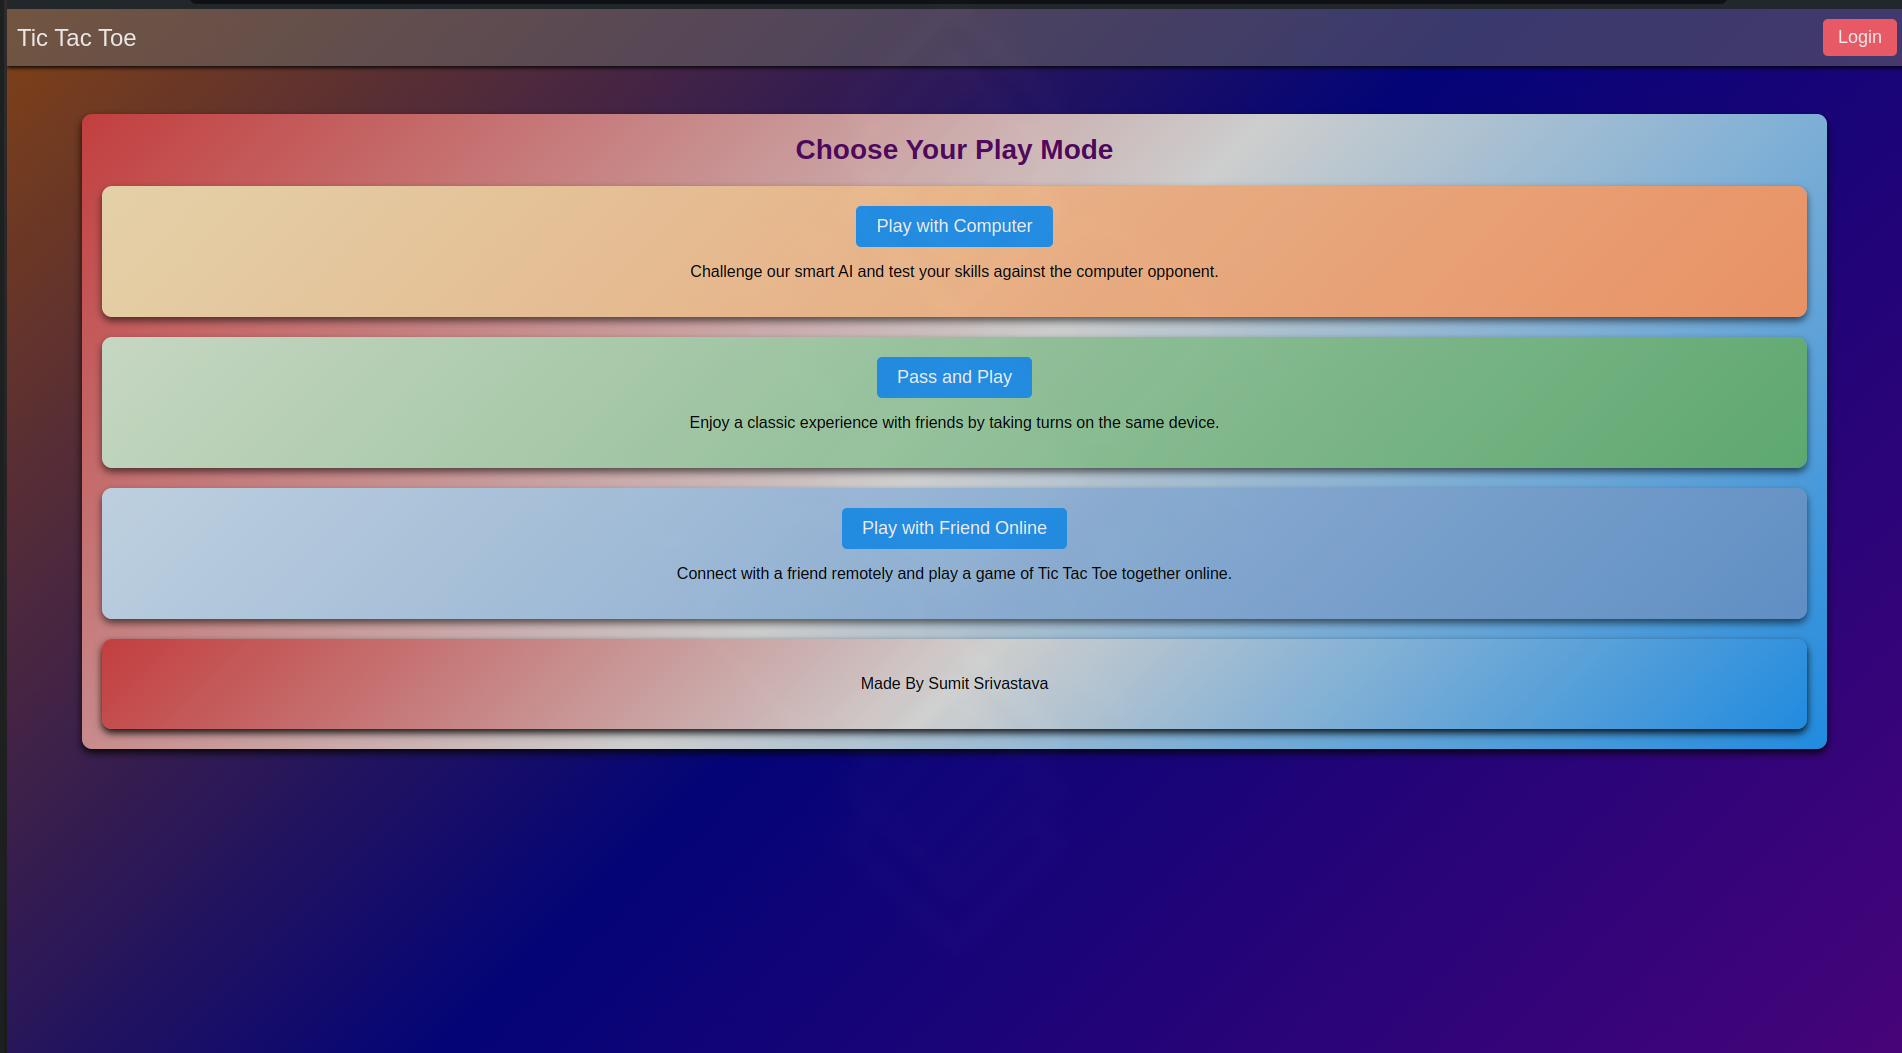 Tic Tac Toe
Login
Choose Your Play Mode
Play with Computer
Challenge our smart AI and test your skills against the computer opponent.
Pass and Play
Enjoy a classic experience with friends by taking turns on the same device.
Play with Friend Online
Connect with a friend remotely and play a game of Tic Tac Toe together online.
Made By Sumit Srivastava